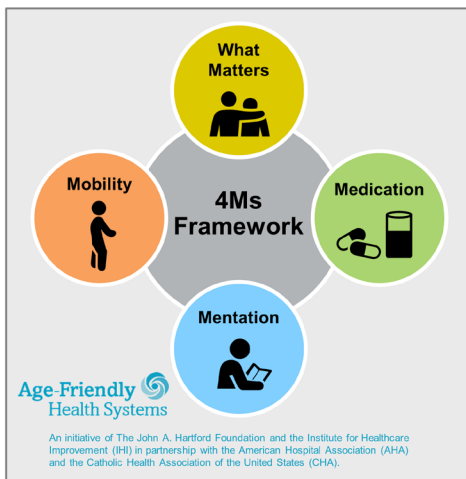 What
Matters
Mobility
4Ms
Framework
Medication
Mentation
Age-Friendly
Health Systems
An initiative of The John A. Hartford Foundation and the Institute for Healthcare
Improvement (IHI) in partnership with the American Hospital Association (AHA)
and the Catholic Health Association of the United States (CHA).